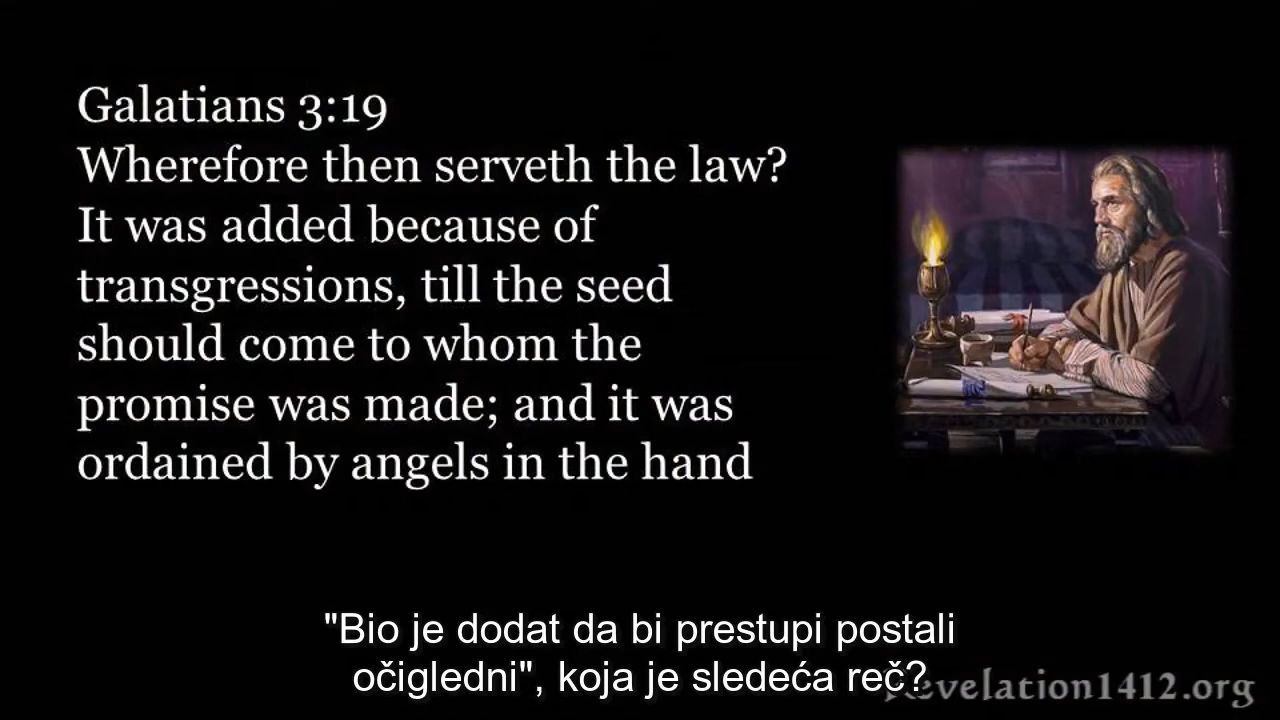 Galatians 3:19
Wherefore then serveth the law?
It was added because of
transgressions, till the seed
should come to whom the
promise was made; and it was
ordained by angels in the hand
"Bio je dodat da bi prestupi postali
očigledni", koja je sledeća reč?
Revelation1412.org